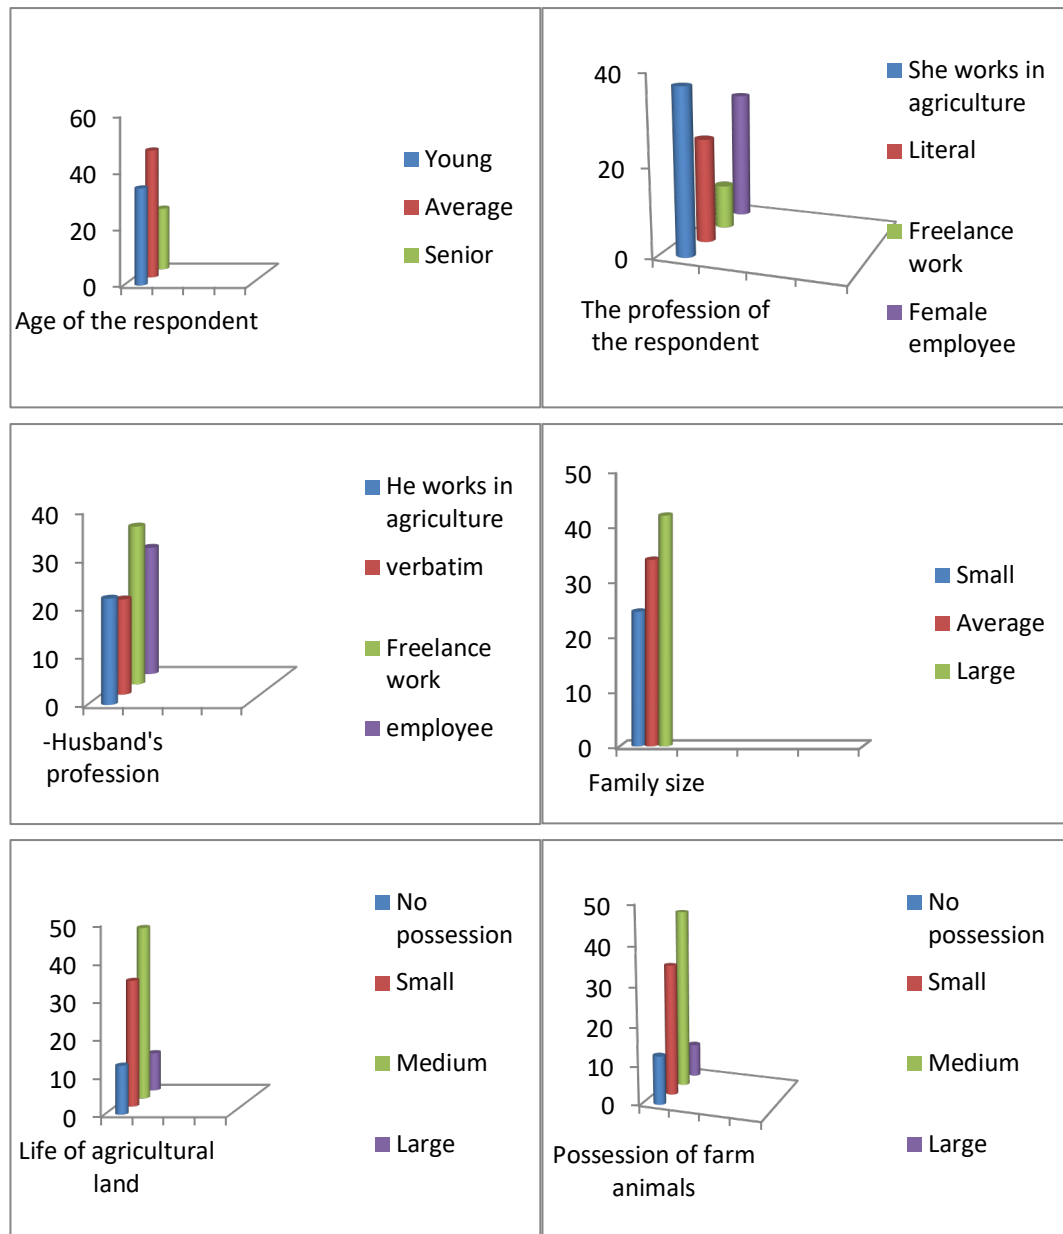 60
40
20
0
Young
Average
Senior
Age of the respondent
40
20
0
She works in
agriculture
Literal
Freelance
work
Female
employee
The profession of
the respondent
40
30
20
10
0
He works in
agriculture
verbatim
Freelance
work
employee
-Husband's
profession
50
40
30
20
10
0
Small
Average
Large
Family size
50
40
30
20
10
0
No
possession
Small
Medium
Large
Life of agricultural
land
50
40
30
20
10
0
No
possession
Small
Medium
Large
Possession of farm
animals